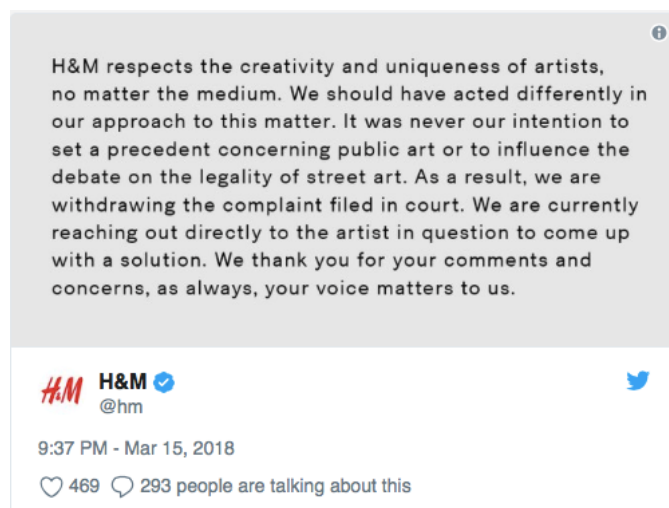 H&M respects the creativity and uniqueness of artists,
no matter the medium. We should have acted differently in
our approach to this matter. It was never our intention to
set a precedent concerning public art or to influence the
debate on the legality of street art. As a result, we are
withdrawing the complaint filed in court. We are currently
reaching out directly to the artist in question to come up
with a solution. We thank you for your comments and
concerns, as always, your voice matters to us.
H&M H&M
@hm
9:37 PM - Mar 15, 2018
469 293 people are talking about this